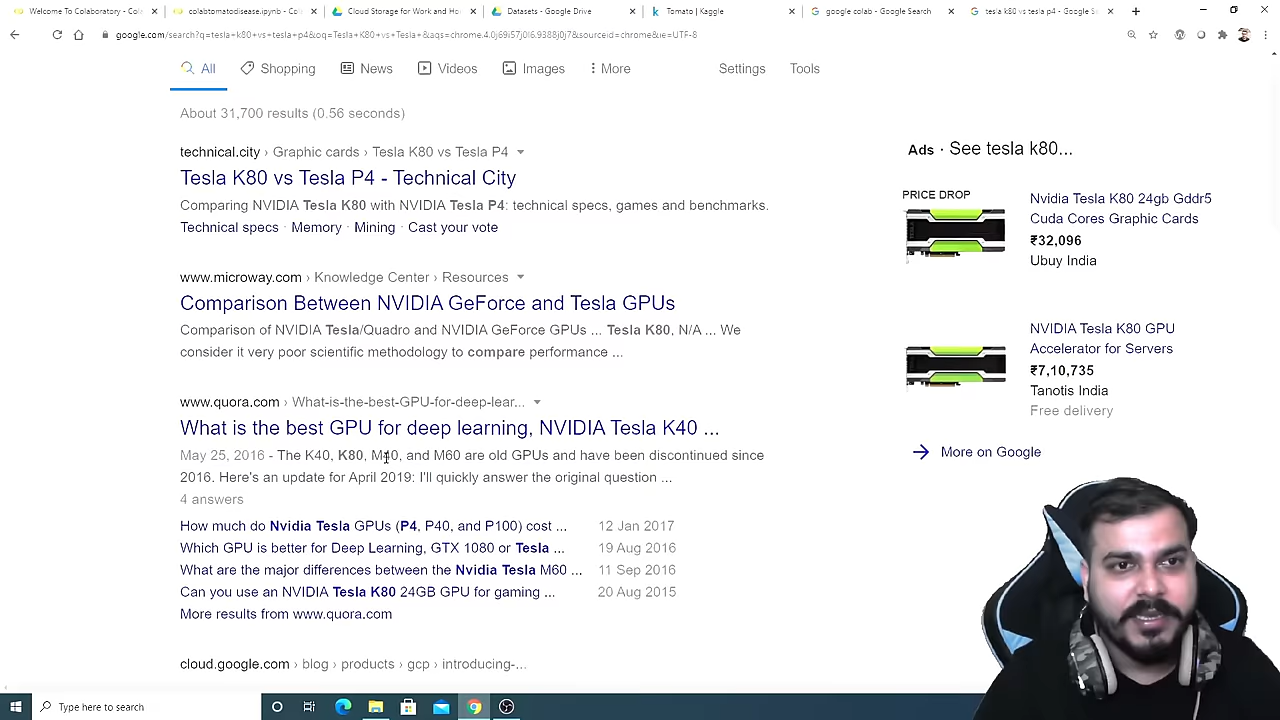 Welcome To Colaboratory - Cola
colabtomatodisease.ipynb - Cola
Cloud Storage for Work and Ho
Datasets - Google Drive
Tomato | Kaggle
google colab - Google Search
tesla k80 vs tesla p4 - Google Se
google.com/search?q=tesla+k80+vs+tesla+p4&oq=Tesla+K80+vs+Tesla+&aqs=chrome.4.0j69i57j0l6.9388j0j7&sourceid=chrome&ie=UTF-8
All Shopping News Videos Images More Settings Tools
About 31,700 results (0.56 seconds)
technical.city › Graphic cards › Tesla K80 vs Tesla P4
Tesla K80 vs Tesla P4 - Technical City
Comparing NVIDIA Tesla K80 with NVIDIA Tesla P4: technical specs, games and benchmarks.
Technical specs · Memory · Mining · Cast your vote
www.microway.com › Knowledge Center › Resources
Comparison Between NVIDIA GeForce and Tesla GPUs
Comparison of NVIDIA Tesla/Quadro and NVIDIA GeForce GPUs ... Tesla K80, N/A ... We
consider it very poor scientific methodology to compare performance ...
www.quora.com › What-is-the-best-GPU-for-deep-lear...
What is the best GPU for deep learning, NVIDIA Tesla K40 ...
May 25, 2016 - The K40, K80, M40, and M60 are old GPUs and have been discontinued since
2016. Here's an update for April 2019: I'll quickly answer the original question ...
4 answers
How much do Nvidia Tesla GPUs (P4, P40, and P100) cost ... 12 Jan 2017
Which GPU is better for Deep Learning, GTX 1080 or Tesla ... 19 Aug 2016
What are the major differences between the Nvidia Tesla M60 ... 11 Sep 2016
Can you use an NVIDIA Tesla K80 24GB GPU for gaming ... 20 Aug 2015
More results from www.quora.com
cloud.google.com › blog › products › gcp › introducing-...
Ads · See tesla k80...
PRICE DROP
Nvidia Tesla K80 24gb Gddr5
Cuda Cores Graphic Cards
₹32,096
Ubuy India
NVIDIA Tesla K80 GPU
Accelerator for Servers
₹7,10,735
Tanotis India
Free delivery
More on Google
Type here to search